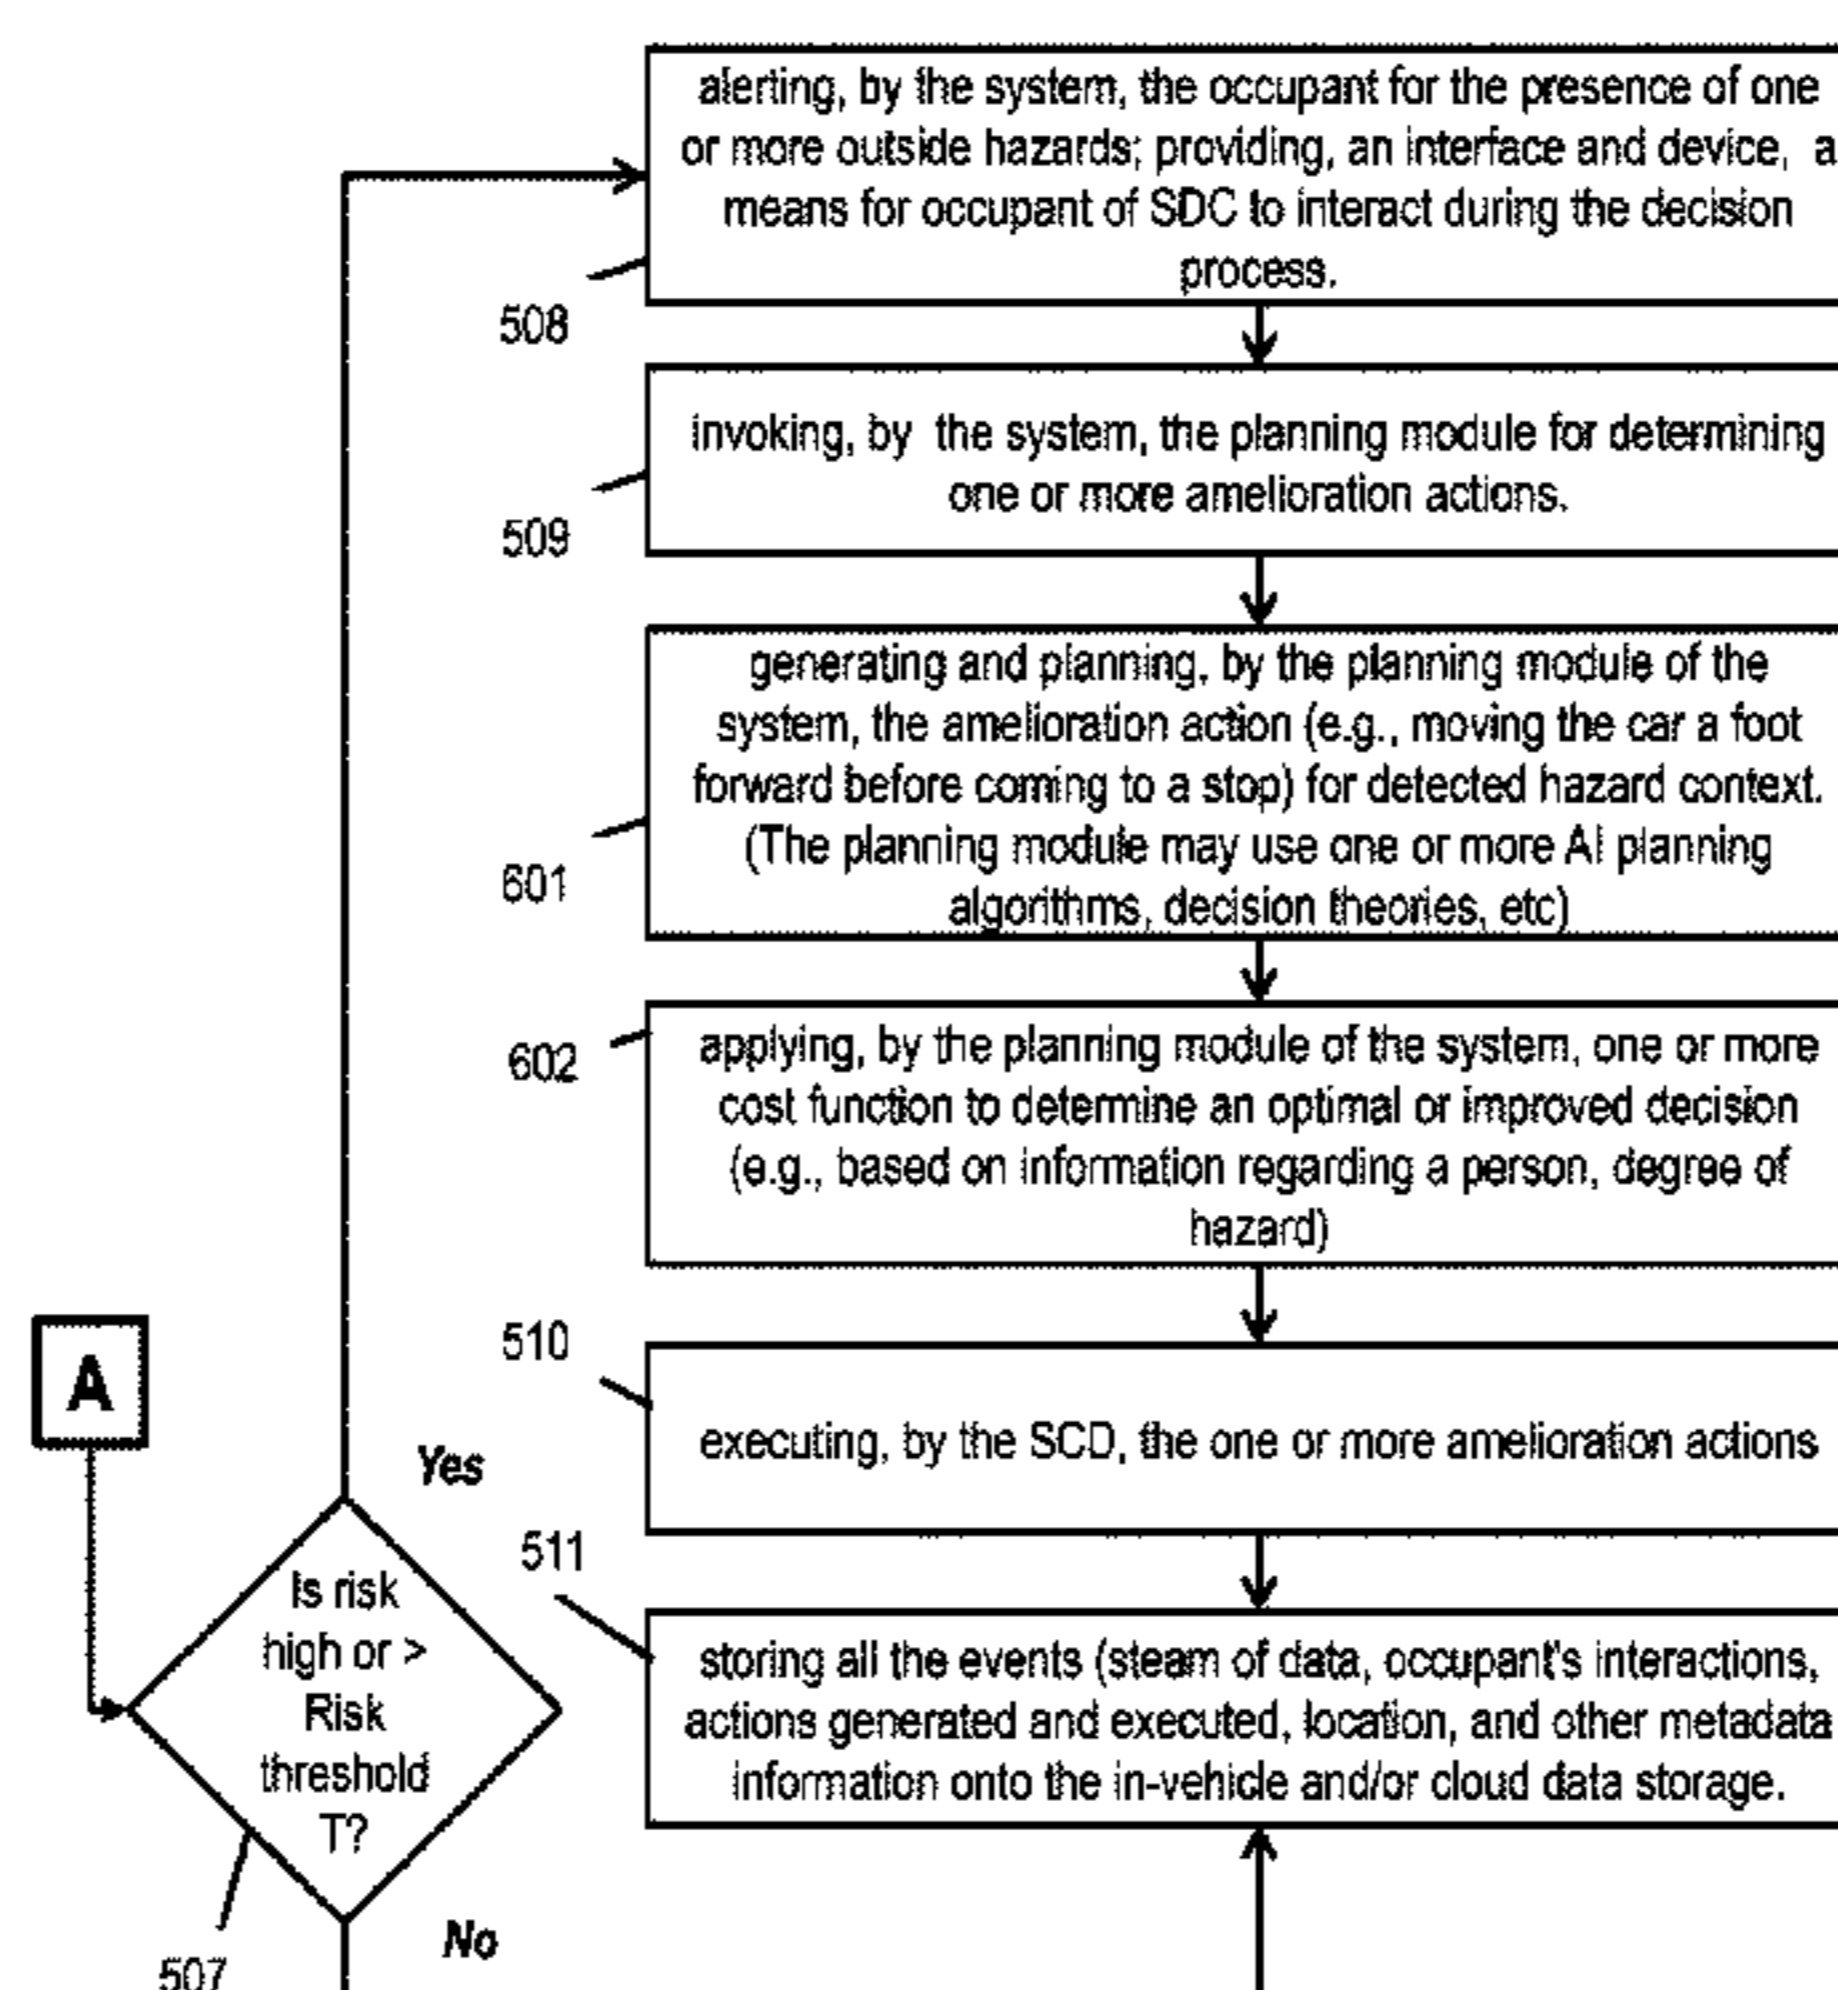 alerting, by the system, the occupant for the presence of one
or more outside hazards; providing, an interface and device, a
means for occupant of SDC to interact during the decision
process.
508
invoking, by the system, the planning module for determining
one or more amelioration actions.
509
generating and planning, by the planning module of the
system, the amelioration action (e.g., moving the car a foot
forward before coming to a stop) for detected hazard context.
(The planning module may use one or more AI planning
algorithms, decision theories, etc)
601
applying, by the planning module of the system, one or more
cost function to determine an optimal or improved decision
(e.g., based on information regarding a person, degree of
hazard)
602
510
executing, by the SCD, the one or more amelioration actions
511
storing all the events (steam of data, occupant's interactions,
actions generated and executed, location, and other metadata
information onto the in-vehicle and/or cloud data storage.
A
Yes
Is risk
high or >
Risk
threshold
T?
No
507